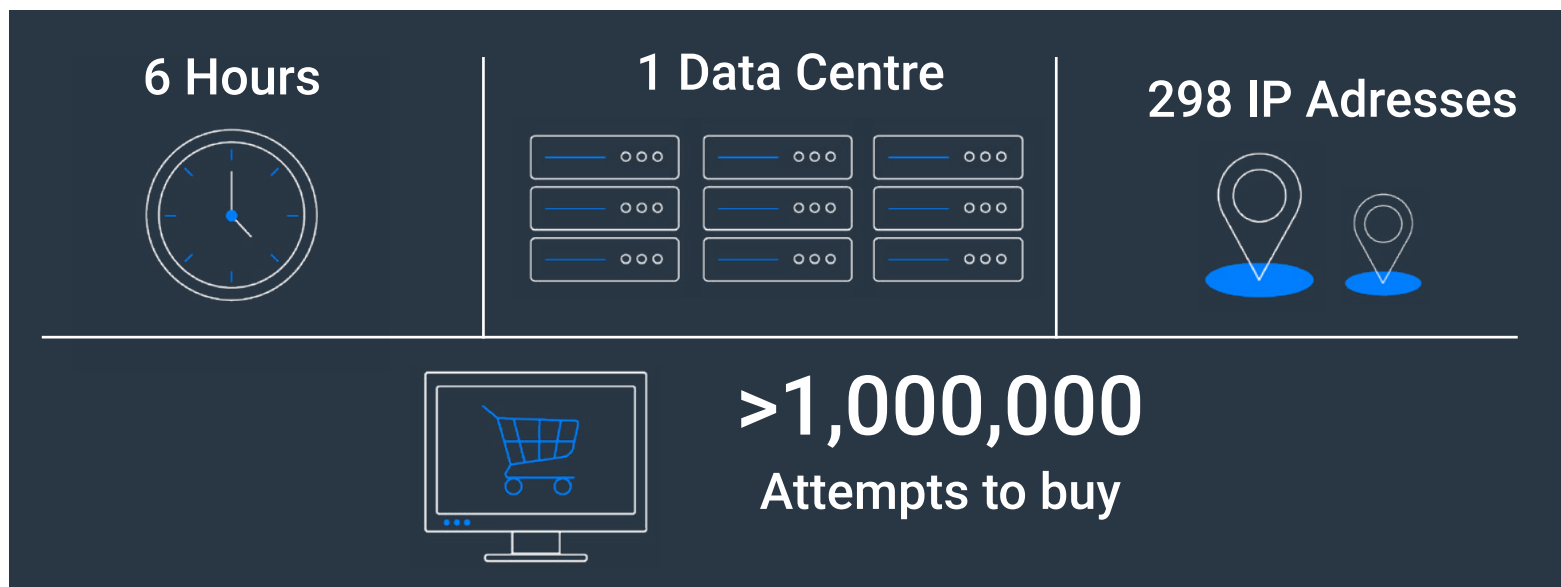 6 Hours
1 Data Centre
298 IP Adresses
>1,000,000
Attempts to buy